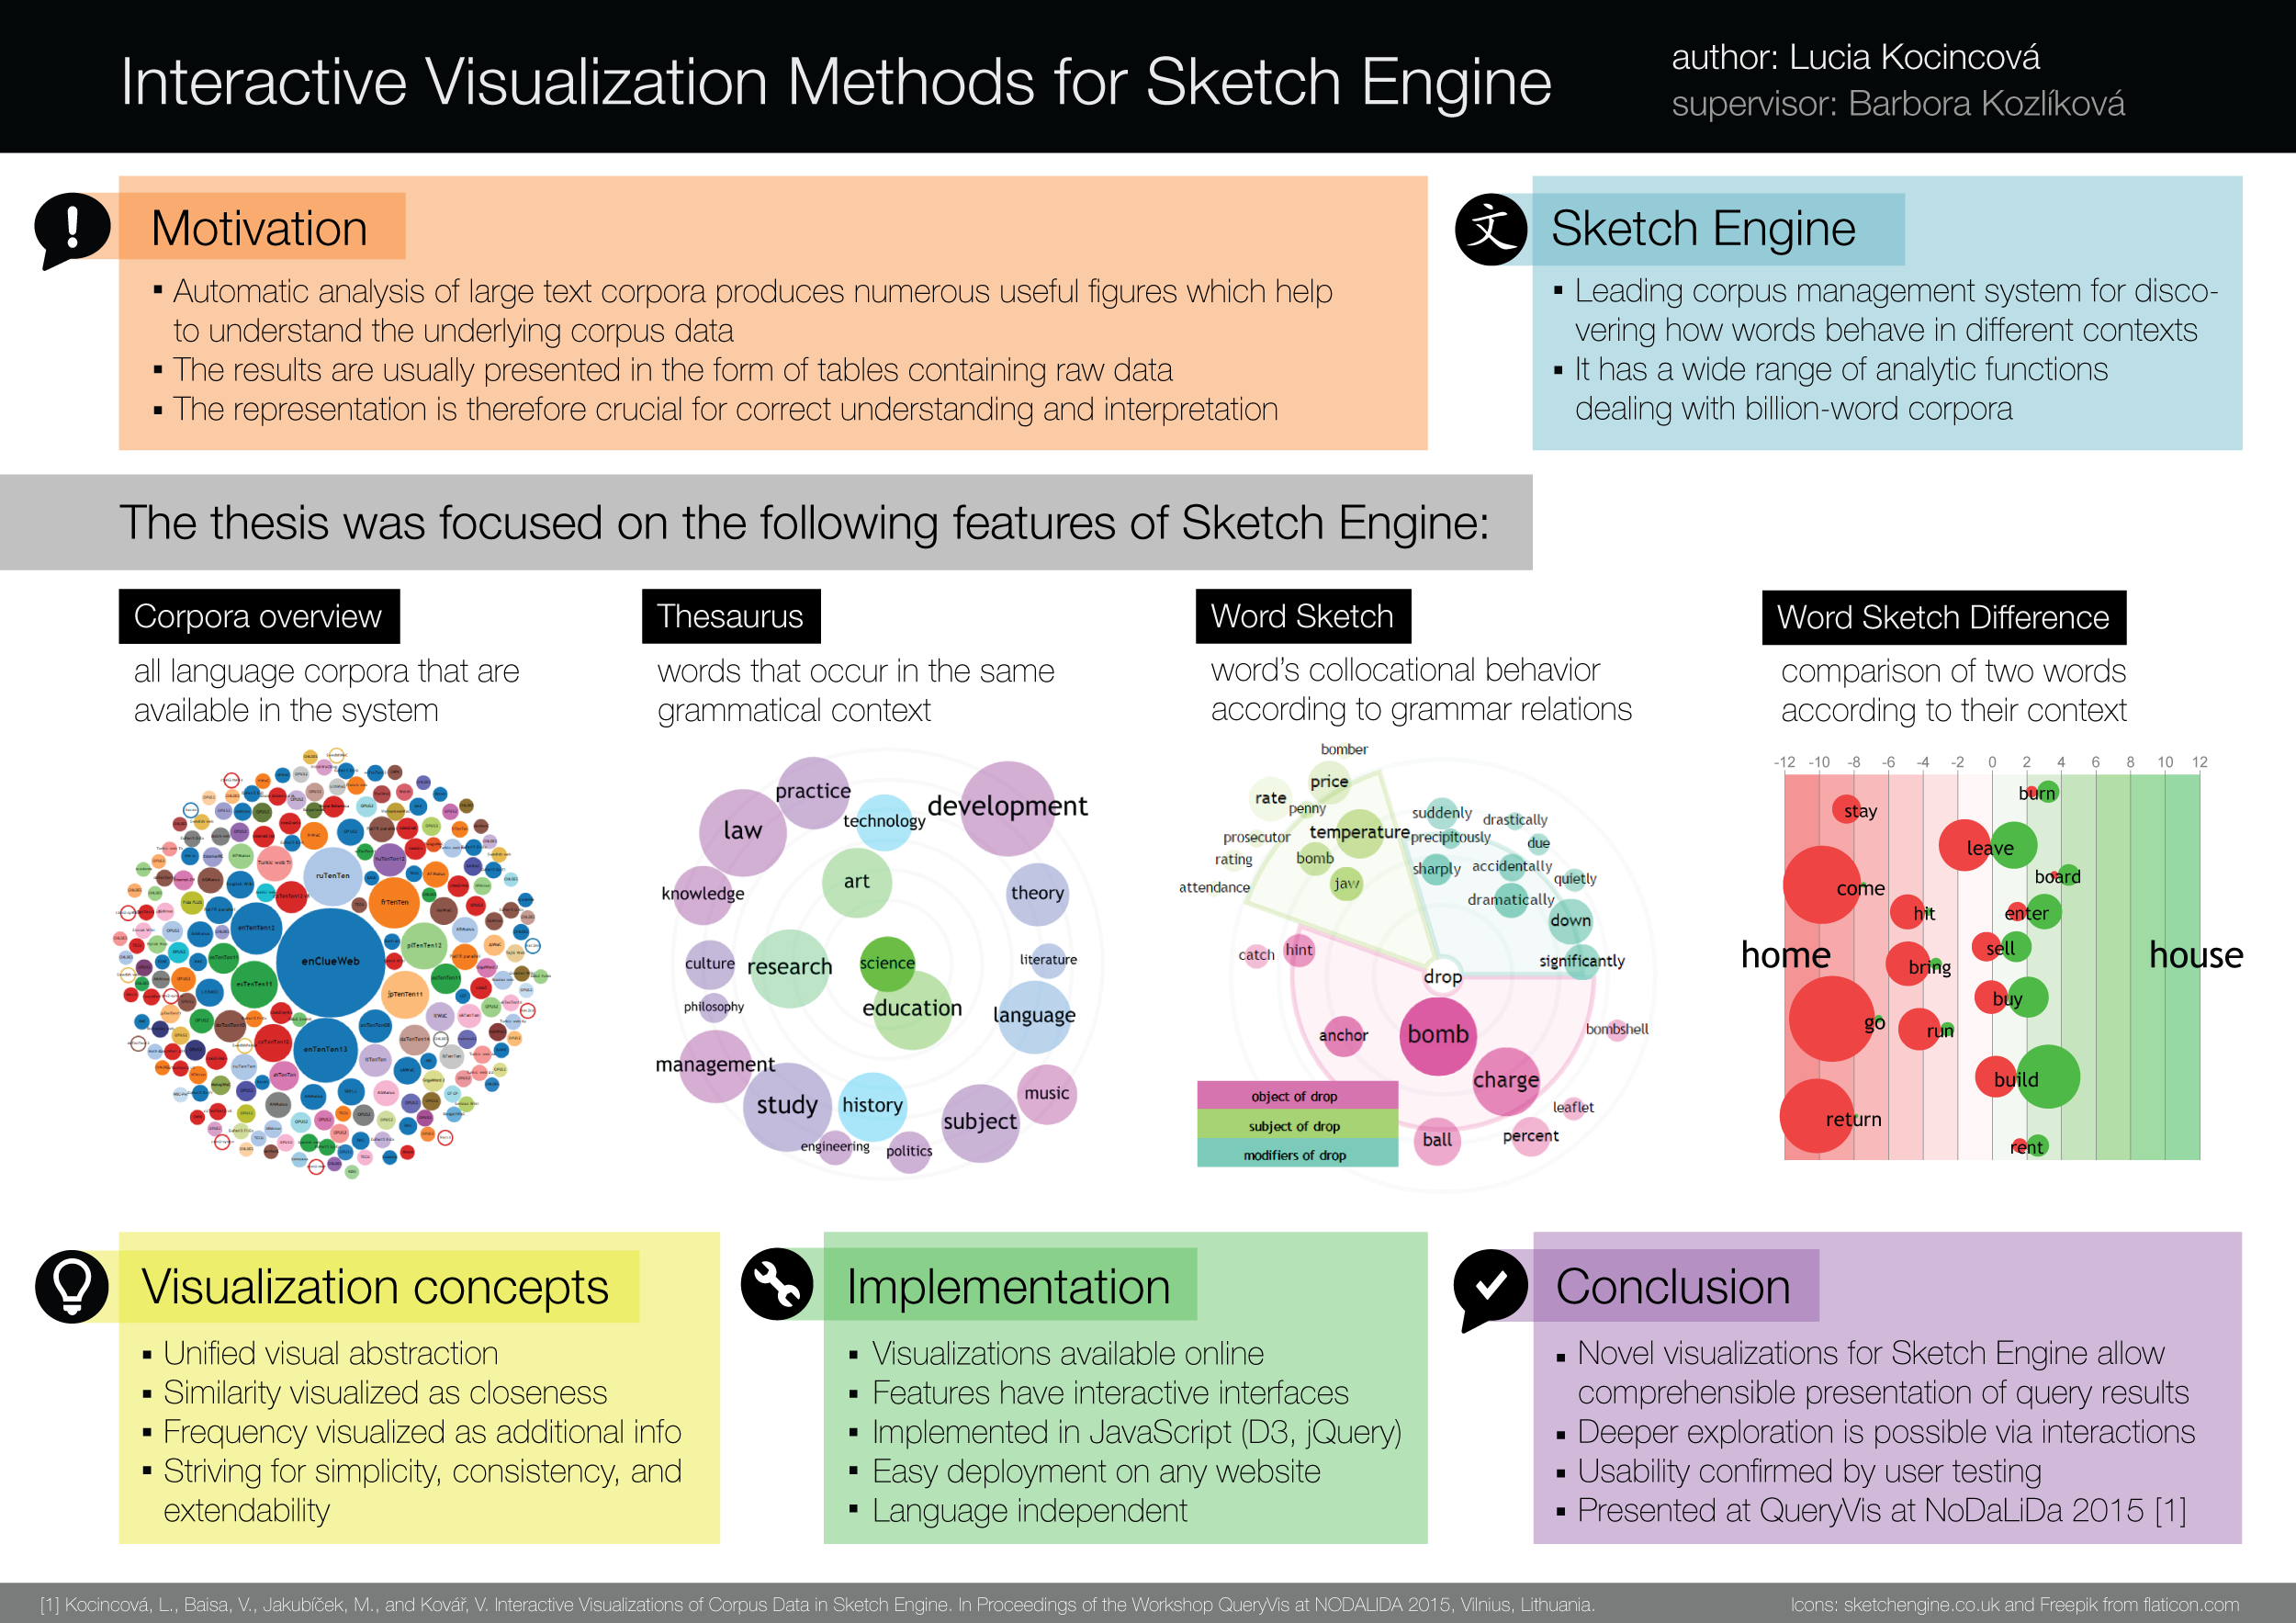 Interactive Visualization Methods for Sketch Engine
author: Lucia Kocincová
supervisor: Barbora Kozlíková
Motivation
▪ Automatic analysis of large text corpora produces numerous useful figures which help
to understand the underlying corpus data
▪ The results are usually presented in the form of tables containing raw data
▪ The representation is therefore crucial for correct understanding and interpretation
文
Sketch Engine
▪ Leading corpus management system for disco-
vering how words behave in different contexts
▪ It has a wide range of analytic functions
dealing with billion-word corpora
The thesis was focused on the following features of Sketch Engine:
Corpora overview
all language corpora that are
available in the system
ruTenTen
frTenTen
enTenTen12
plTenTen12
enClueWeb
esTenTen11
jpTenTen11
enTenTen13
Thesaurus
words that occur in the same
grammatical context
practice
development
law
technology
art
knowledge
theory
culture
research
science
literature
philosophy
education
language
management
study
history
music
subject
engineering
politics
Word Sketch
word's collocational behavior
according to grammar relations
bomber
price
rate
penny
suddenly
drastically
prosecutor
temperature
precipitously
due
rating
bomb
sharply
accidentally
quietly
attendance
jaw
dramatically
down
catch
hint
significantly
drop
anchor
bomb
bombshell
charge
leaflet
ball
percent
object of drop
subject of drop
modifiers of drop
Word Sketch Difference
comparison of two words
according to their context
-12 -10 -8 -6 -4 -2 0 2 4 6 8 10 12
burn
stay
leave
board
come
hit
enter
home
sell
house
bring
buy
go
run
build
return
rent
Visualization concepts
▪ Unified visual abstraction
▪ Similarity visualized as closeness
▪ Frequency visualized as additional info
▪ Striving for simplicity, consistency, and
extendability
Implementation
▪ Visualizations available online
▪ Features have interactive interfaces
▪ Implemented in JavaScript (D3, jQuery)
▪ Easy deployment on any website
▪ Language independent
Conclusion
▪ Novel visualizations for Sketch Engine allow
comprehensible presentation of query results
▪ Deeper exploration is possible via interactions
▪ Usability confirmed by user testing
▪ Presented at QueryVis at NoDaLiDa 2015 [1]
[1] Kocincová, L., Baisa, V., Jakubíček, M., and Kovář, V. Interactive Visualizations of Corpus Data in Sketch Engine. In Proceedings of the Workshop QueryVis at NODALIDA 2015, Vilnius, Lithuania.
Icons: sketchengine.co.uk and Freepik from flaticon.com